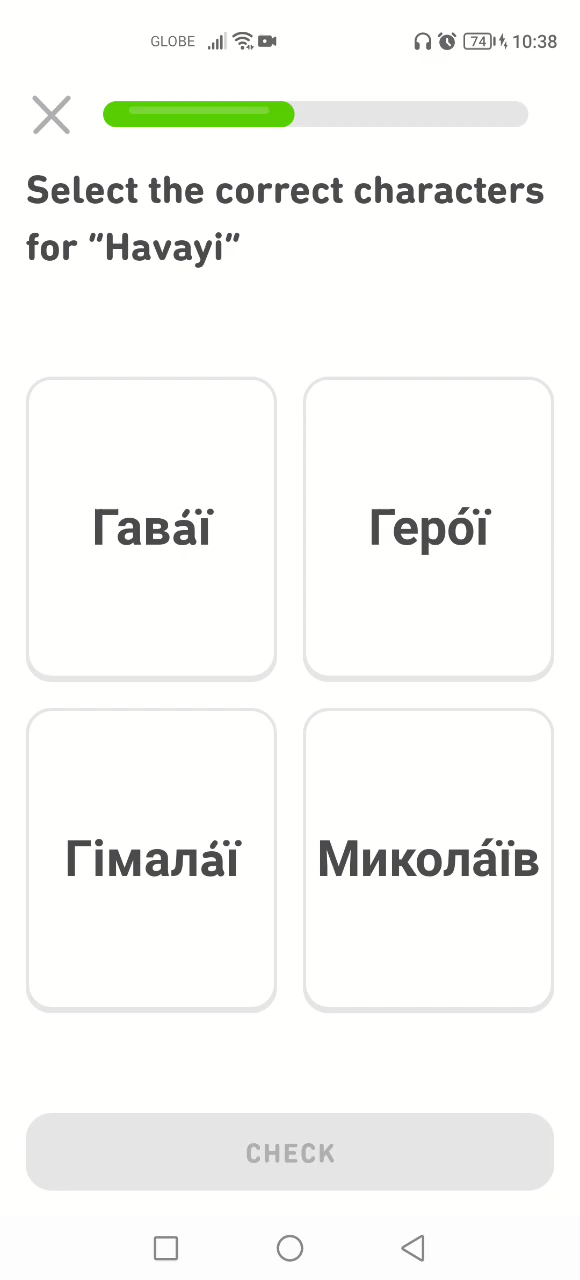 GLOBE 74 10:38
Select the correct characters
for "Havayi"
Гава́ї
Геро́ї
Гімала́ї
Микола́їв
CHECK